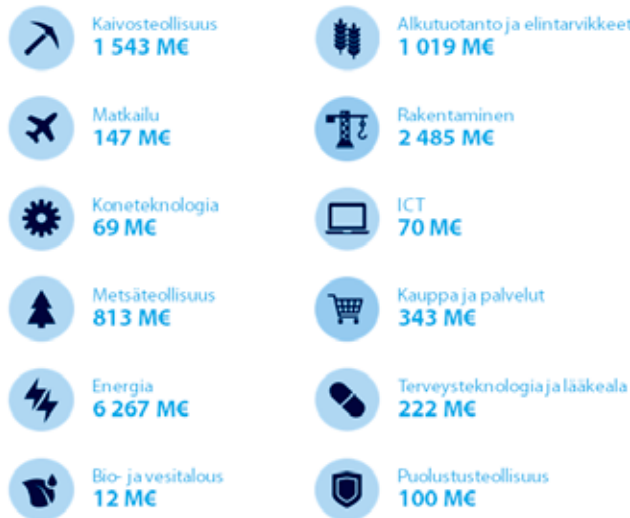 Kaivosteollisuus
1 543 M€
Alkutuotanto ja elintarvikkeet
1 019 M€
Matkailu
147 M€
Rakentaminen
2 485 M€
Koneteknologia
69 M€
ICT
70 M€
Metsäteollisuus
813 M€
Kauppa ja palvelut
343 M€
Energia
6 267 M€
Terveysteknologia ja lääkeala
222 M€
Bio- ja vesitalous
12 M€
Puolustusteollisuus
100 M€